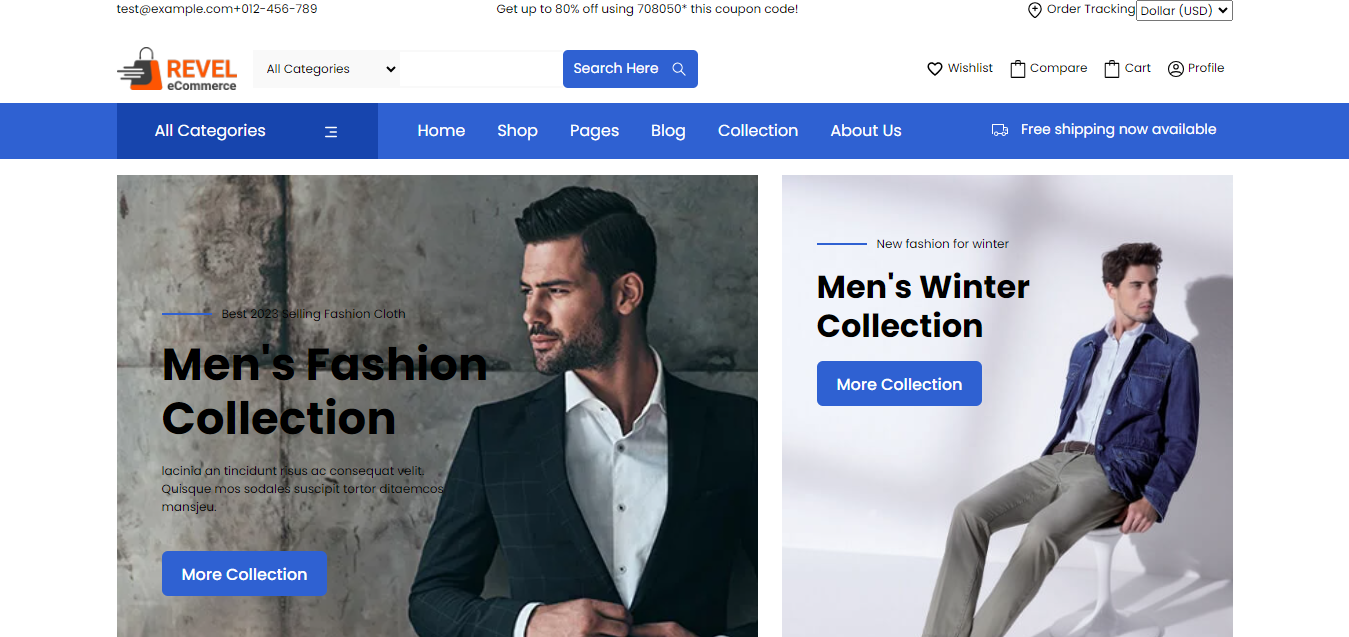 test@example.com+012-456-789
Get up to 80% off using 708050* this coupon code!
Order Tracking
Dollar (USD)
REVEL
eCommerce
All Categories
Search Here
Wishlist
Compare
Cart
Profile
All Categories
Home
Shop
Pages
Blog
Collection
About Us
Free shipping now available
Best 2023 Selling Fashion Cloth
Men's Fashion
Collection
lacinia an tincidunt risus ac consequat velit.
Quisque mos sodales suscipit tortor ditaemcos
mansjeu.
More Collection
New fashion for winter
Men's Winter
Collection
More Collection